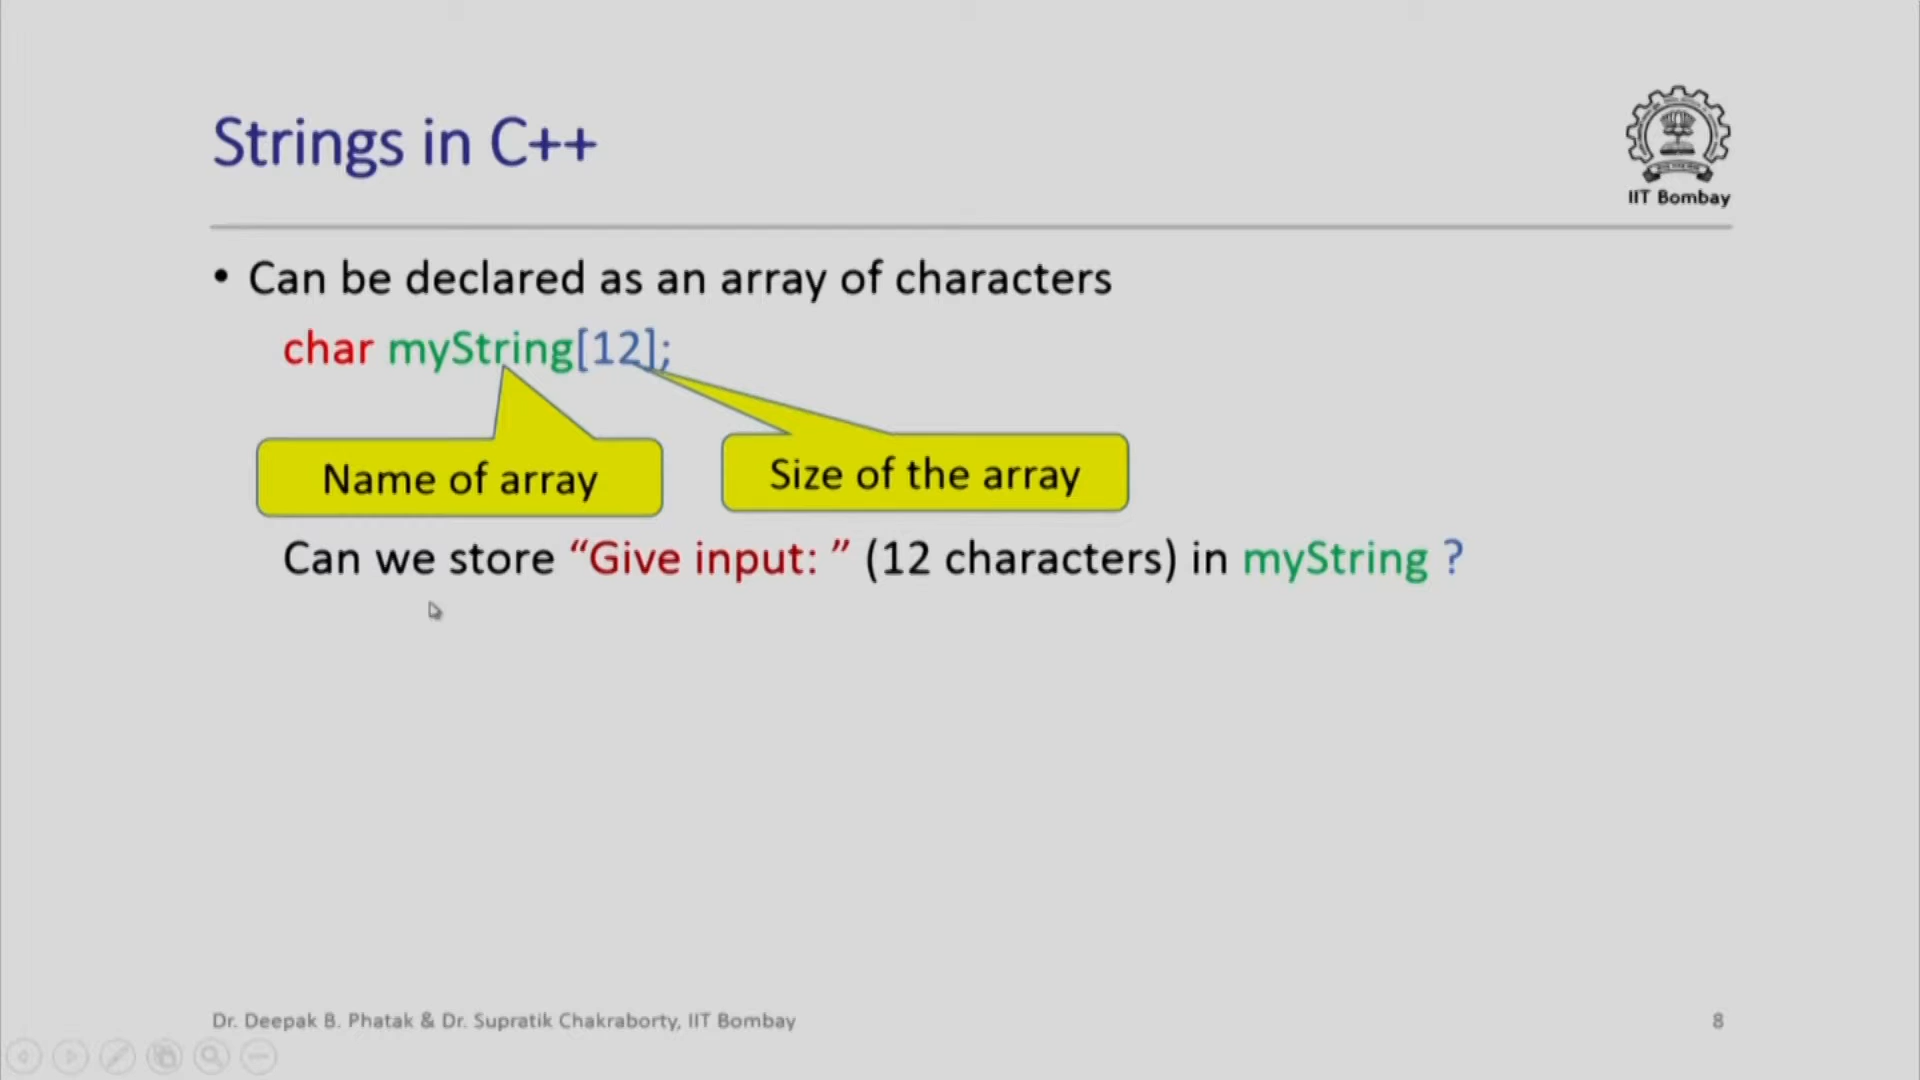 Strings in C++
IIT Bombay
• Can be declared as an array of characters
char myString[12];
Name of array
Size of the array
Can we store “Give input: ” (12 characters) in myString ?
Dr. Deepak B. Phatak & Dr. Supratik Chakraborty, IIT Bombay
8